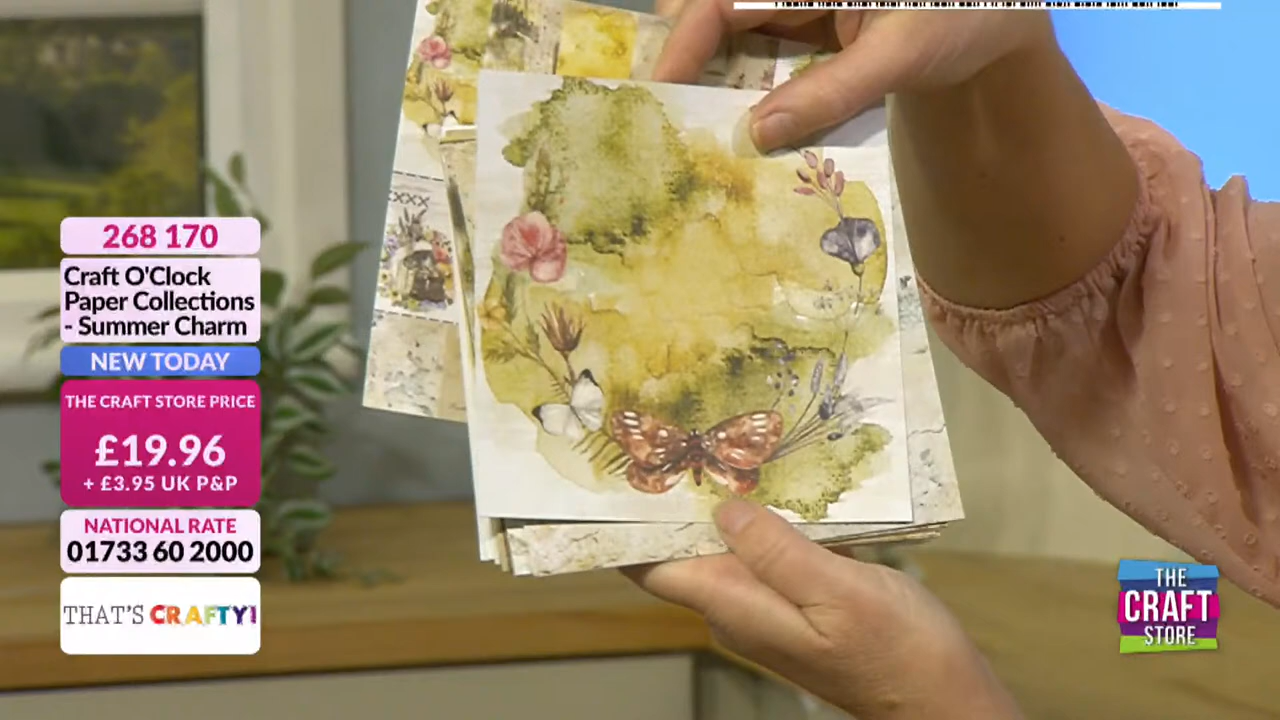 268 170
Craft O'Clock
Paper Collections
- Summer Charm
NEW TODAY
THE CRAFT STORE PRICE
£19.96
+ £3.95 UK P&P
NATIONAL RATE
01733 60 2000
THAT'S CRAFTY!
XXX
THE
CRAFT
STORE